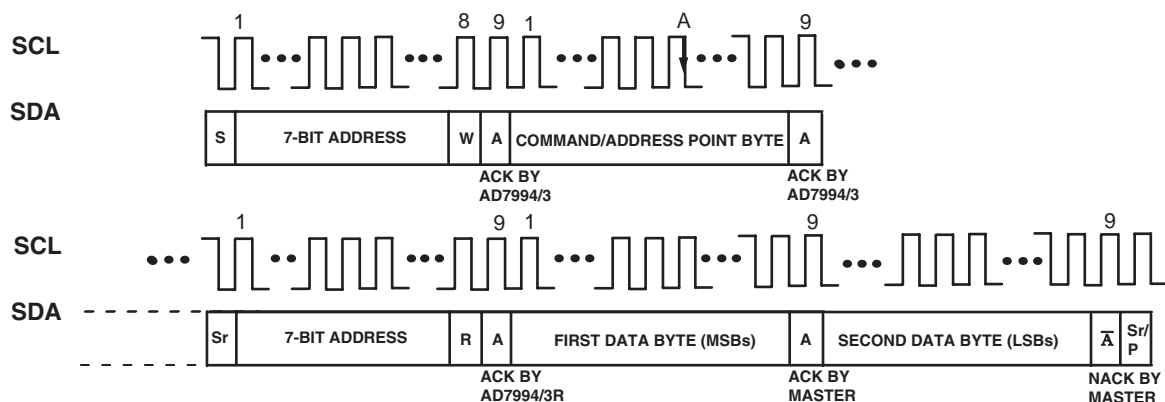 1 8 9 1 A 9
SCL
SDA
S 7-BIT ADDRESS W A COMMAND/ADDRESS POINT BYTE A
ACK BY ACK BY
AD7994/3 AD7994/3
1 9 1 9 9
SCL
SDA
Sr 7-BIT ADDRESS R A FIRST DATA BYTE (MSBs) A SECOND DATA BYTE (LSBs) A̅ Sr/
P
ACK BY ACK BY NACK BY
AD7994/3R MASTER MASTER